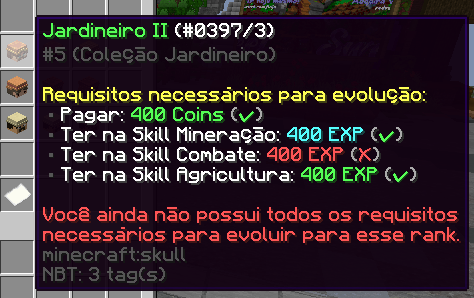 Jardineiro II (#0397/3)
#5 (Coleção Jardineiro)
Requisitos necessários para evolução:
▪ Pagar: 400 Coins (✓)
▪ Ter na Skill Mineração: 400 EXP (✓)
▪ Ter na Skill Combate: 400 EXP (X)
▪ Ter na Skill Agricultura: 400 EXP (✓)
Você ainda não possui todos os requisitos
necessários para evoluir para esse rank.
minecraft:skull
NBT: 3 tag(s)